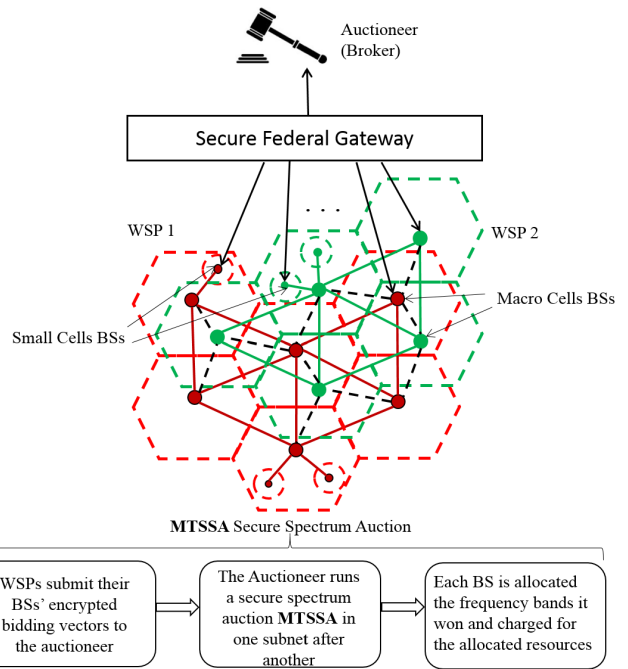 Auctioneer
(Broker)
Secure Federal Gateway
. . .
WSP 1
WSP 2
Small Cells BSs
Macro Cells BSs
MTSSA Secure Spectrum Auction
WSPs submit their
BSs' encrypted
bidding vectors to
the auctioneer
The Auctioneer runs
a secure spectrum
auction MTSSA in
one subnet after
another
Each BS is allocated
the frequency bands it
won and charged for
the allocated resources